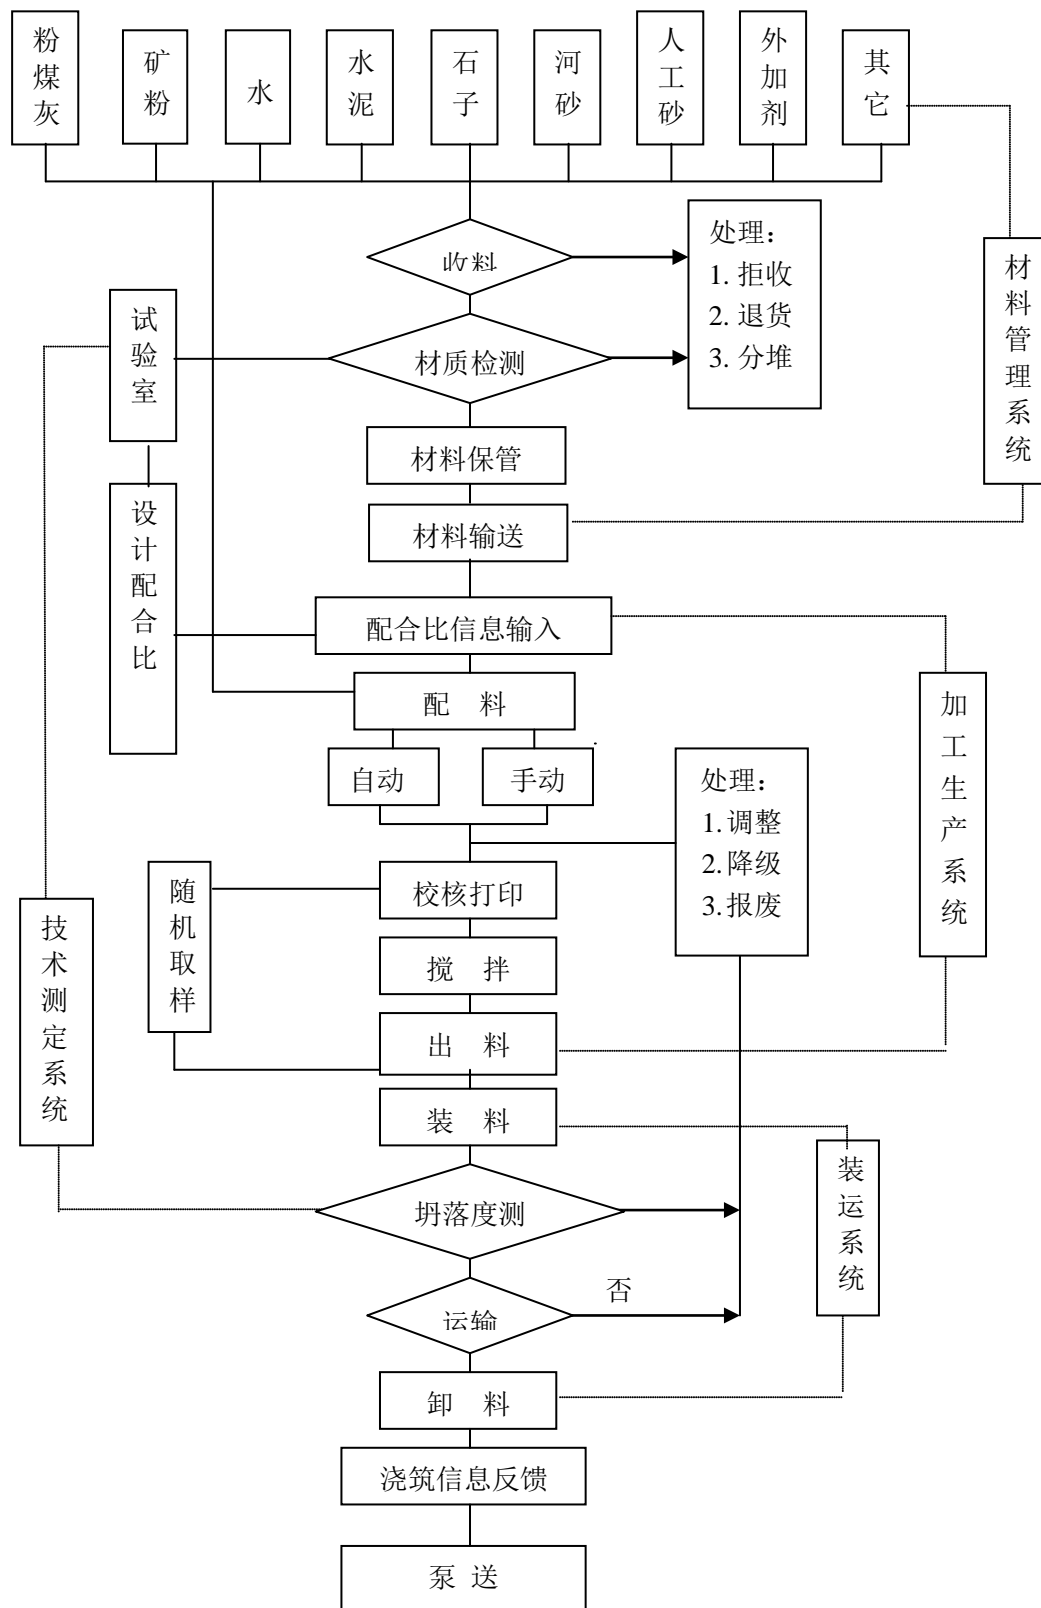 粉煤灰
矿粉
水
水泥
石子
河砂
人工砂
外加剂
其它
收料
处理：
1. 拒收
2. 退货
3. 分堆
材料管理系统
试验室
材质检测
材料保管
设计配合比
材料输送
配合比信息输入
配 料
加工生产系统
自动
手动
处理：
1. 调整
2. 降级
3. 报废
随机取样
校核打印
技术测定系统
搅 拌
出 料
装 料
装运系统
坍落度测
否
运输
卸 料
浇筑信息反馈
泵 送